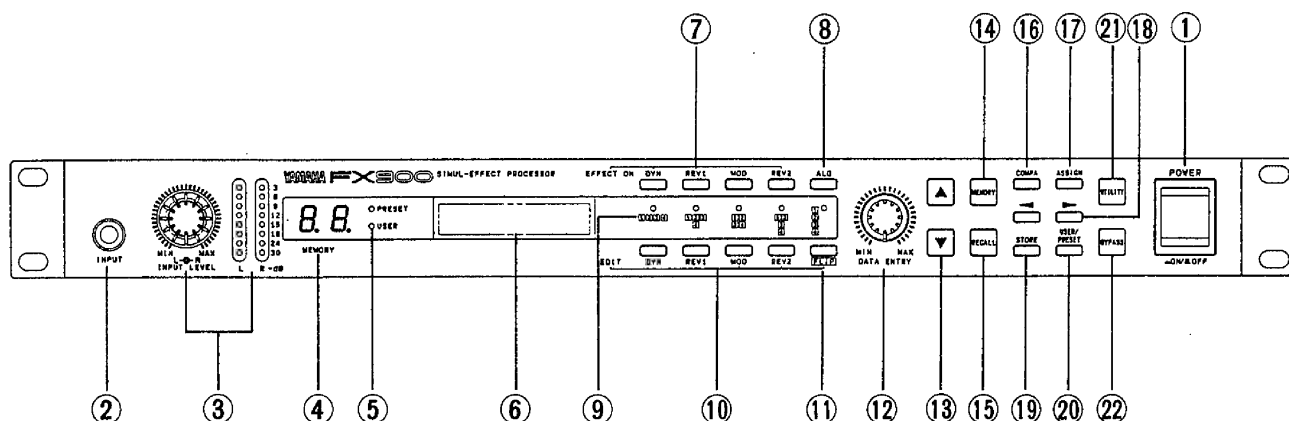 ⑦ ⑧ ⑭ ⑯ ⑰ ㉑ ⑱ ①
YAMAHA FX900 SIMUL-EFFECT PROCESSOR
EFFECT ON DYN REV1 MOD REV2 ALG
COMPA ASSIGN
POWER
MEMORY UTILITY
8.8. PRESET
USER
MEMORY
3
6
9
12
15
18
24
30
INPUT
MIN MAX
L R
INPUT LEVEL
L R -dB
EDIT DYN REV1 MOD REV2 FLIP
MIN MAX
DATA ENTRY
RECALL
STORE
USER/
PRESET
BYPASS
ON/OFF
② ③ ④ ⑤ ⑥ ⑨ ⑩ ⑪ ⑫ ⑬ ⑮ ⑲ ⑳ ㉒